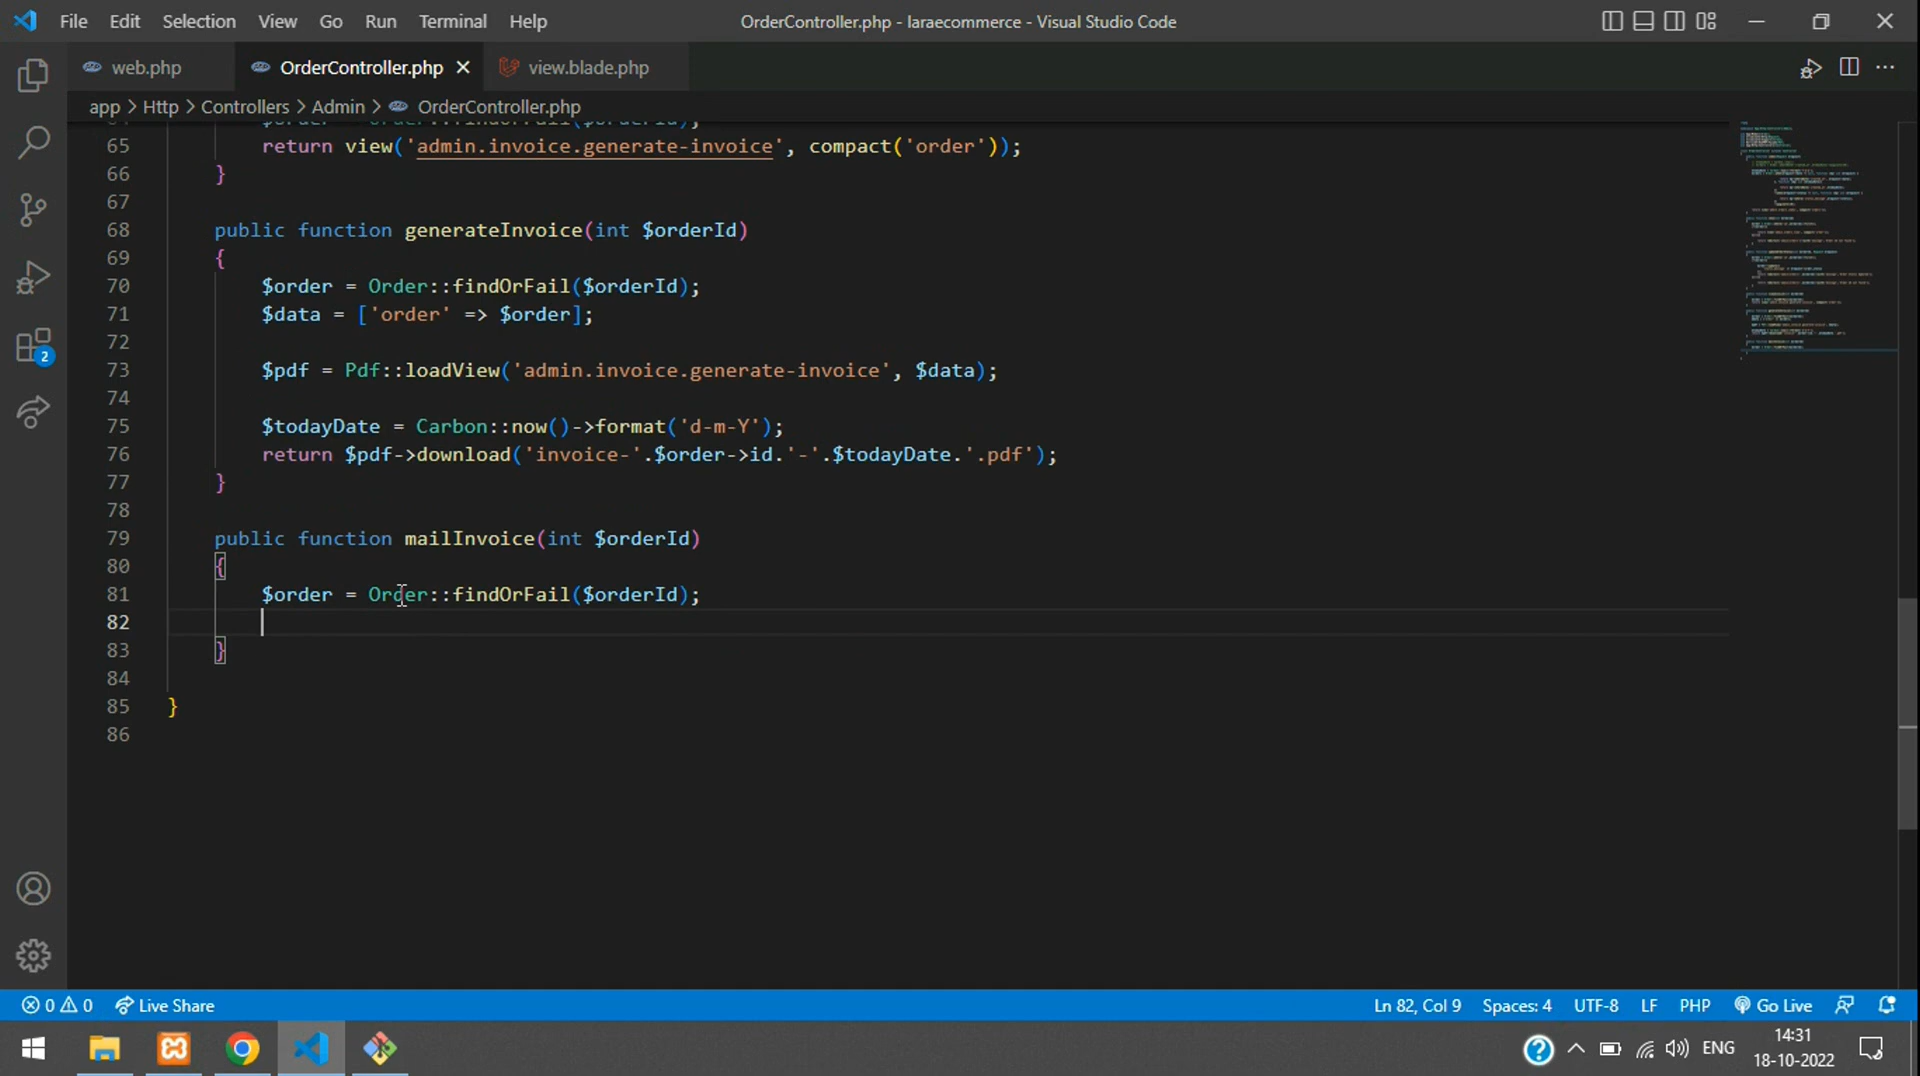 File Edit Selection View Go Run Terminal Help
OrderController.php - laraecommerce - Visual Studio Code
web.php OrderController.php view.blade.php
app > Http > Controllers > Admin > OrderController.php
65 return view('admin.invoice.generate-invoice', compact('order'));
66 }
67
68 public function generateInvoice(int $orderId)
69 {
70 $order = Order::findOrFail($orderId);
71 $data = ['order' => $order];
72
73 $pdf = Pdf::loadView('admin.invoice.generate-invoice', $data);
74
75 $todayDate = Carbon::now()->format('d-m-Y');
76 return $pdf->download('invoice-'.$order->id.'-'.$todayDate.'.pdf');
77 }
78
79 public function mailInvoice(int $orderId)
80 {
81 $order = Order::findOrFail($orderId);
82
83 }
84
85 }
86
2
0 0 Live Share Ln 82, Col 9 Spaces: 4 UTF-8 LF PHP Go Live
ENG 14:31
18-10-2022